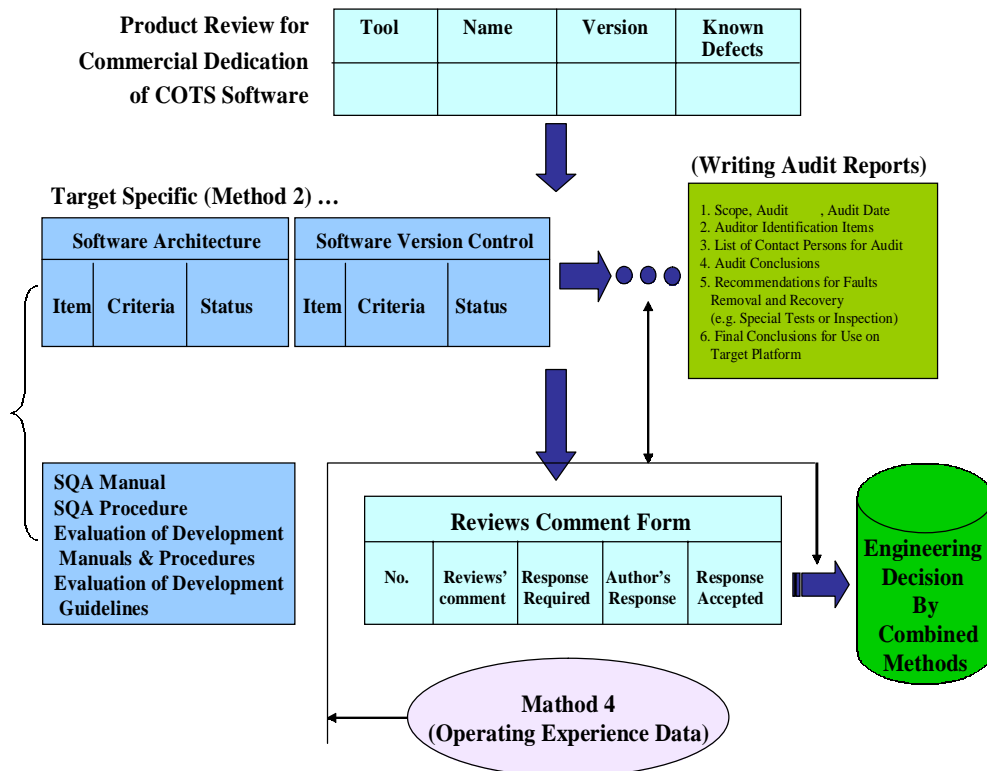 Product Review for
Commercial Dedication
of COTS Software
Tool Name Version Known
Defects
(Writing Audit Reports)
1. Scope, Audit , Audit Date
2. Auditor Identification Items
3. List of Contact Persons for Audit
4. Audit Conclusions
5. Recommendations for Faults
Removal and Recovery
(e.g. Special Tests or Inspection)
6. Final Conclusions for Use on
Target Platform
Target Specific (Method 2) …
Software Architecture
Item Criteria Status
Software Version Control
Item Criteria Status
SQA Manual
SQA Procedure
Evaluation of Development
Manuals & Procedures
Evaluation of Development
Guidelines
Reviews Comment Form
No. Reviews' Response Author's Response
comment Required Response Accepted
Engineering
Decision
By
Combined
Methods
Mathod 4
(Operating Experience Data)